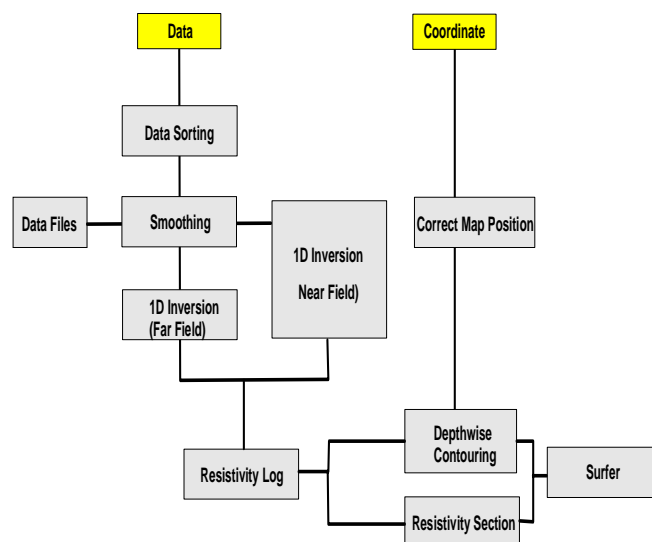 Data
Coordinate
Data Sorting
Data Files
Smoothing
1D Inversion
Near Field)
Correct Map Position
1D Inversion
(Far Field)
Depthwise
Contouring
Resistivity Log
Surfer
Resistivity Section